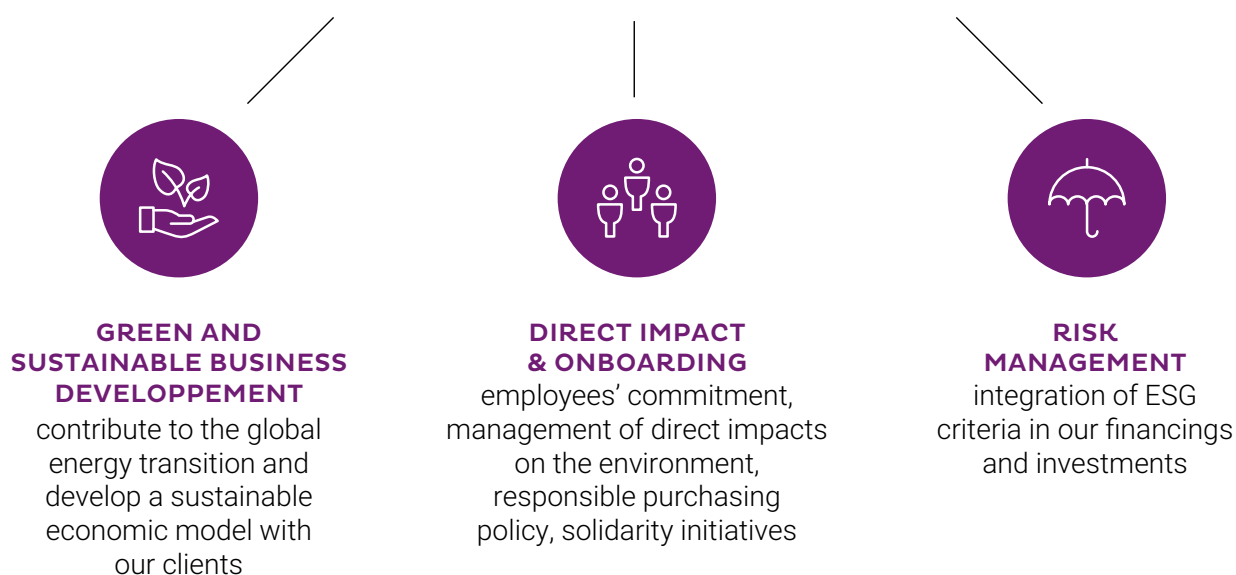 GREEN AND
SUSTAINABLE BUSINESS
DEVELOPPEMENT
contribute to the global
energy transition and
develop a sustainable
economic model with
our clients
DIRECT IMPACT
& ONBOARDING
employees’ commitment,
management of direct impacts
on the environment,
responsible purchasing
policy, solidarity initiatives
RISK
MANAGEMENT
integration of ESG
criteria in our financings
and investments